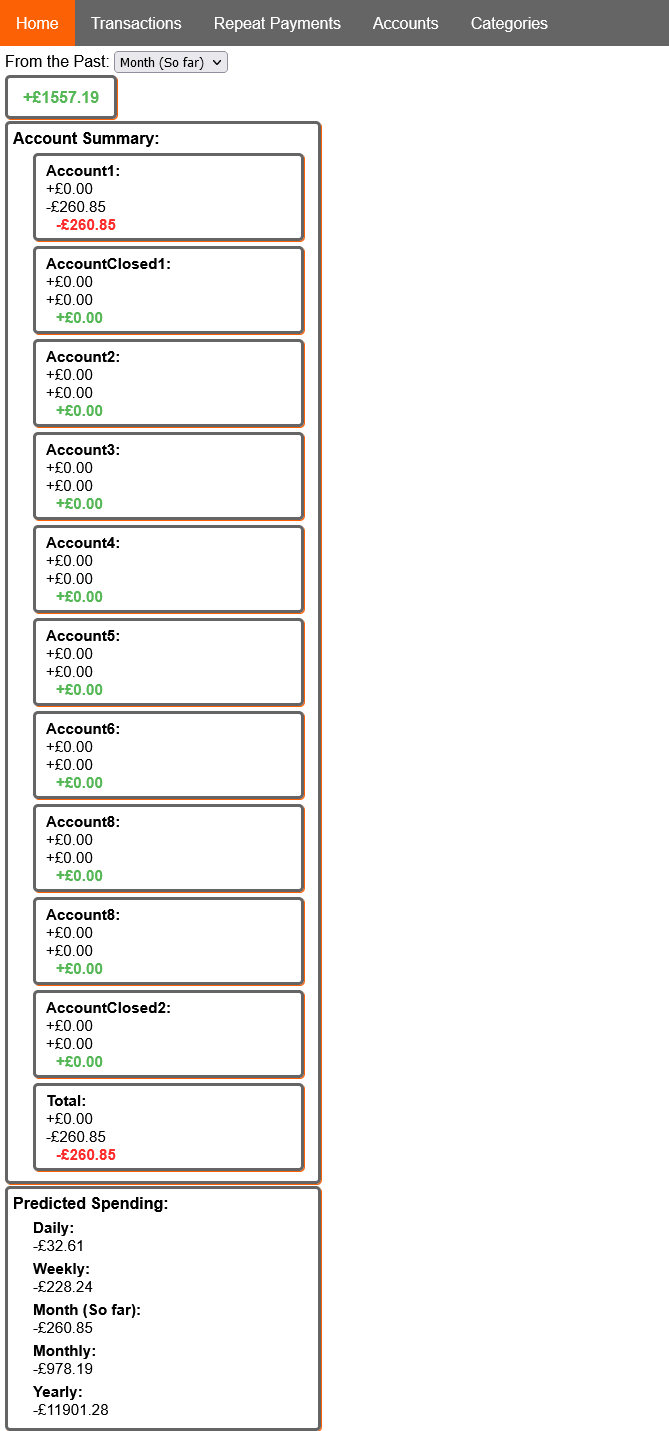 Home Transactions Repeat Payments Accounts Categories
From the Past: Month (So far)
+£1557.19
Account Summary:
Account1:
+£0.00
-£260.85
-£260.85
AccountClosed1:
+£0.00
+£0.00
+£0.00
Account2:
+£0.00
+£0.00
+£0.00
Account3:
+£0.00
+£0.00
+£0.00
Account4:
+£0.00
+£0.00
+£0.00
Account5:
+£0.00
+£0.00
+£0.00
Account6:
+£0.00
+£0.00
+£0.00
Account8:
+£0.00
+£0.00
+£0.00
Account8:
+£0.00
+£0.00
+£0.00
AccountClosed2:
+£0.00
+£0.00
+£0.00
Total:
+£0.00
-£260.85
-£260.85
Predicted Spending:
Daily:
-£32.61
Weekly:
-£228.24
Month (So far):
-£260.85
Monthly:
-£978.19
Yearly:
-£11901.28